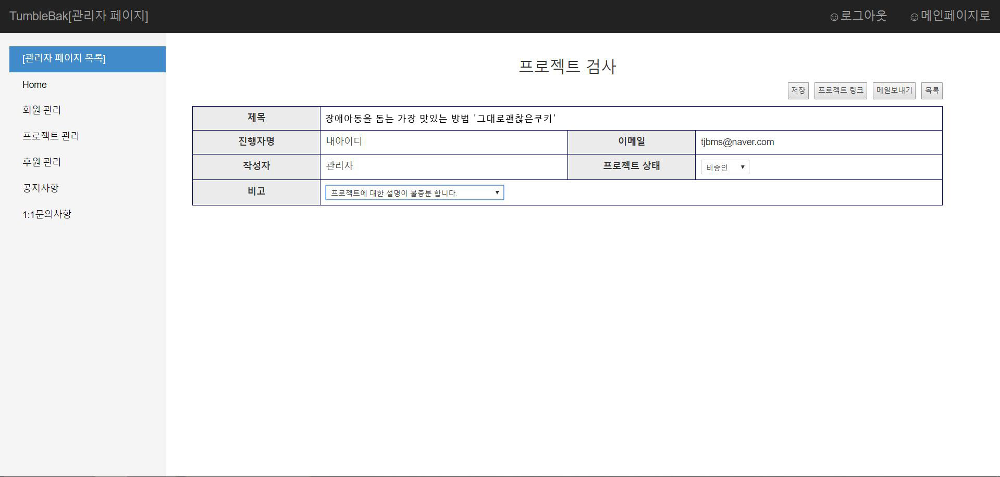 TumbleBak[관리자 페이지]
☺로그아웃 ☺메인페이지로
[관리자 페이지 목록]
Home
회원 관리
프로젝트 관리
후원 관리
공지사항
1:1문의사항
프로젝트 검사
저장 프로젝트 링크 메일보내기 목록
제목 장애아동을 돕는 가장 맛있는 방법 '그대로괜찮은쿠키'
진행자명 내아이디 이메일 tjbms@naver.com
작성자 관리자 프로젝트 상태 비승인
비고 프로젝트에 대한 설명이 불충분 합니다.